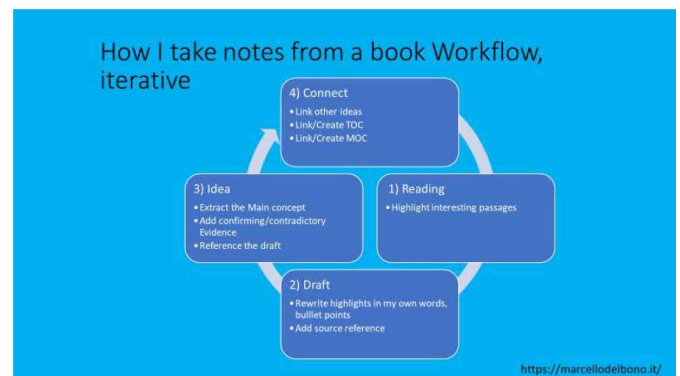 How I take notes from a book Workflow,
iterative
4) Connect
• Link other ideas
• Link/Create TOC
• Link/Create MOC
3) Idea
• Extract the Main concept
• Add confirming/contradictory
Evidence
• Reference the draft
1) Reading
• Highlight interesting passages
2) Draft
• Rewrite highlights in my own words,
bulllet points
• Add source reference
https://marcellodelbono.it/